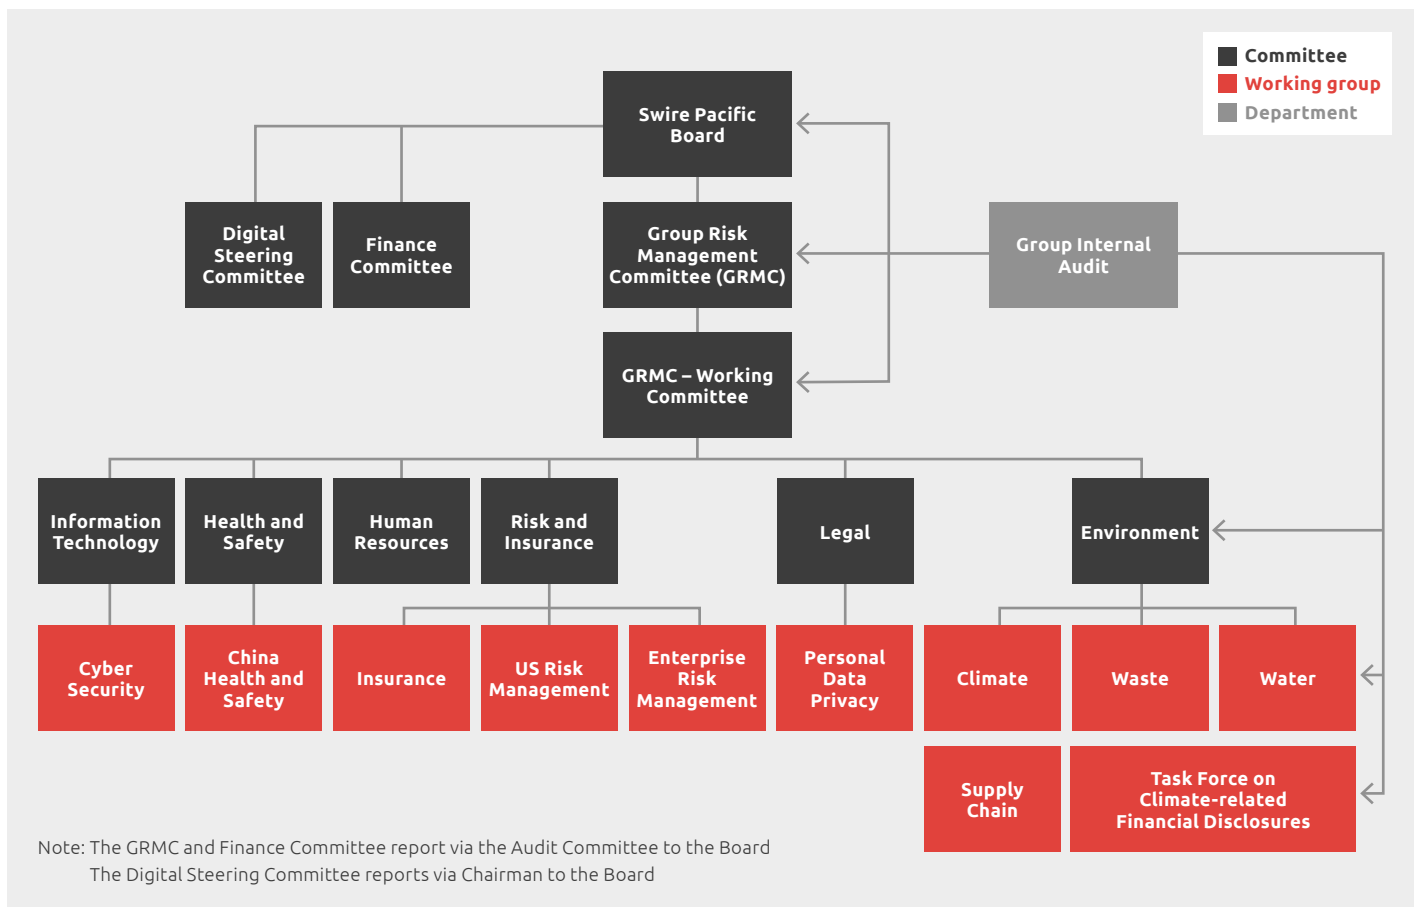 Committee
Working group
Department
Swire Pacific
Board
Digital
Steering
Committee
Finance
Committee
Group Risk
Management
Committee (GRMC)
Group Internal
Audit
GRMC – Working
Committee
Information
Technology
Health and
Safety
Human
Resources
Risk and
Insurance
Legal
Environment
Cyber
Security
China
Health and
Safety
Insurance
US Risk
Management
Enterprise
Risk
Management
Personal
Data
Privacy
Climate
Waste
Water
Supply
Chain
Task Force on
Climate-related
Financial Disclosures
Note: The GRMC and Finance Committee report via the Audit Committee to the Board
The Digital Steering Committee reports via Chairman to the Board